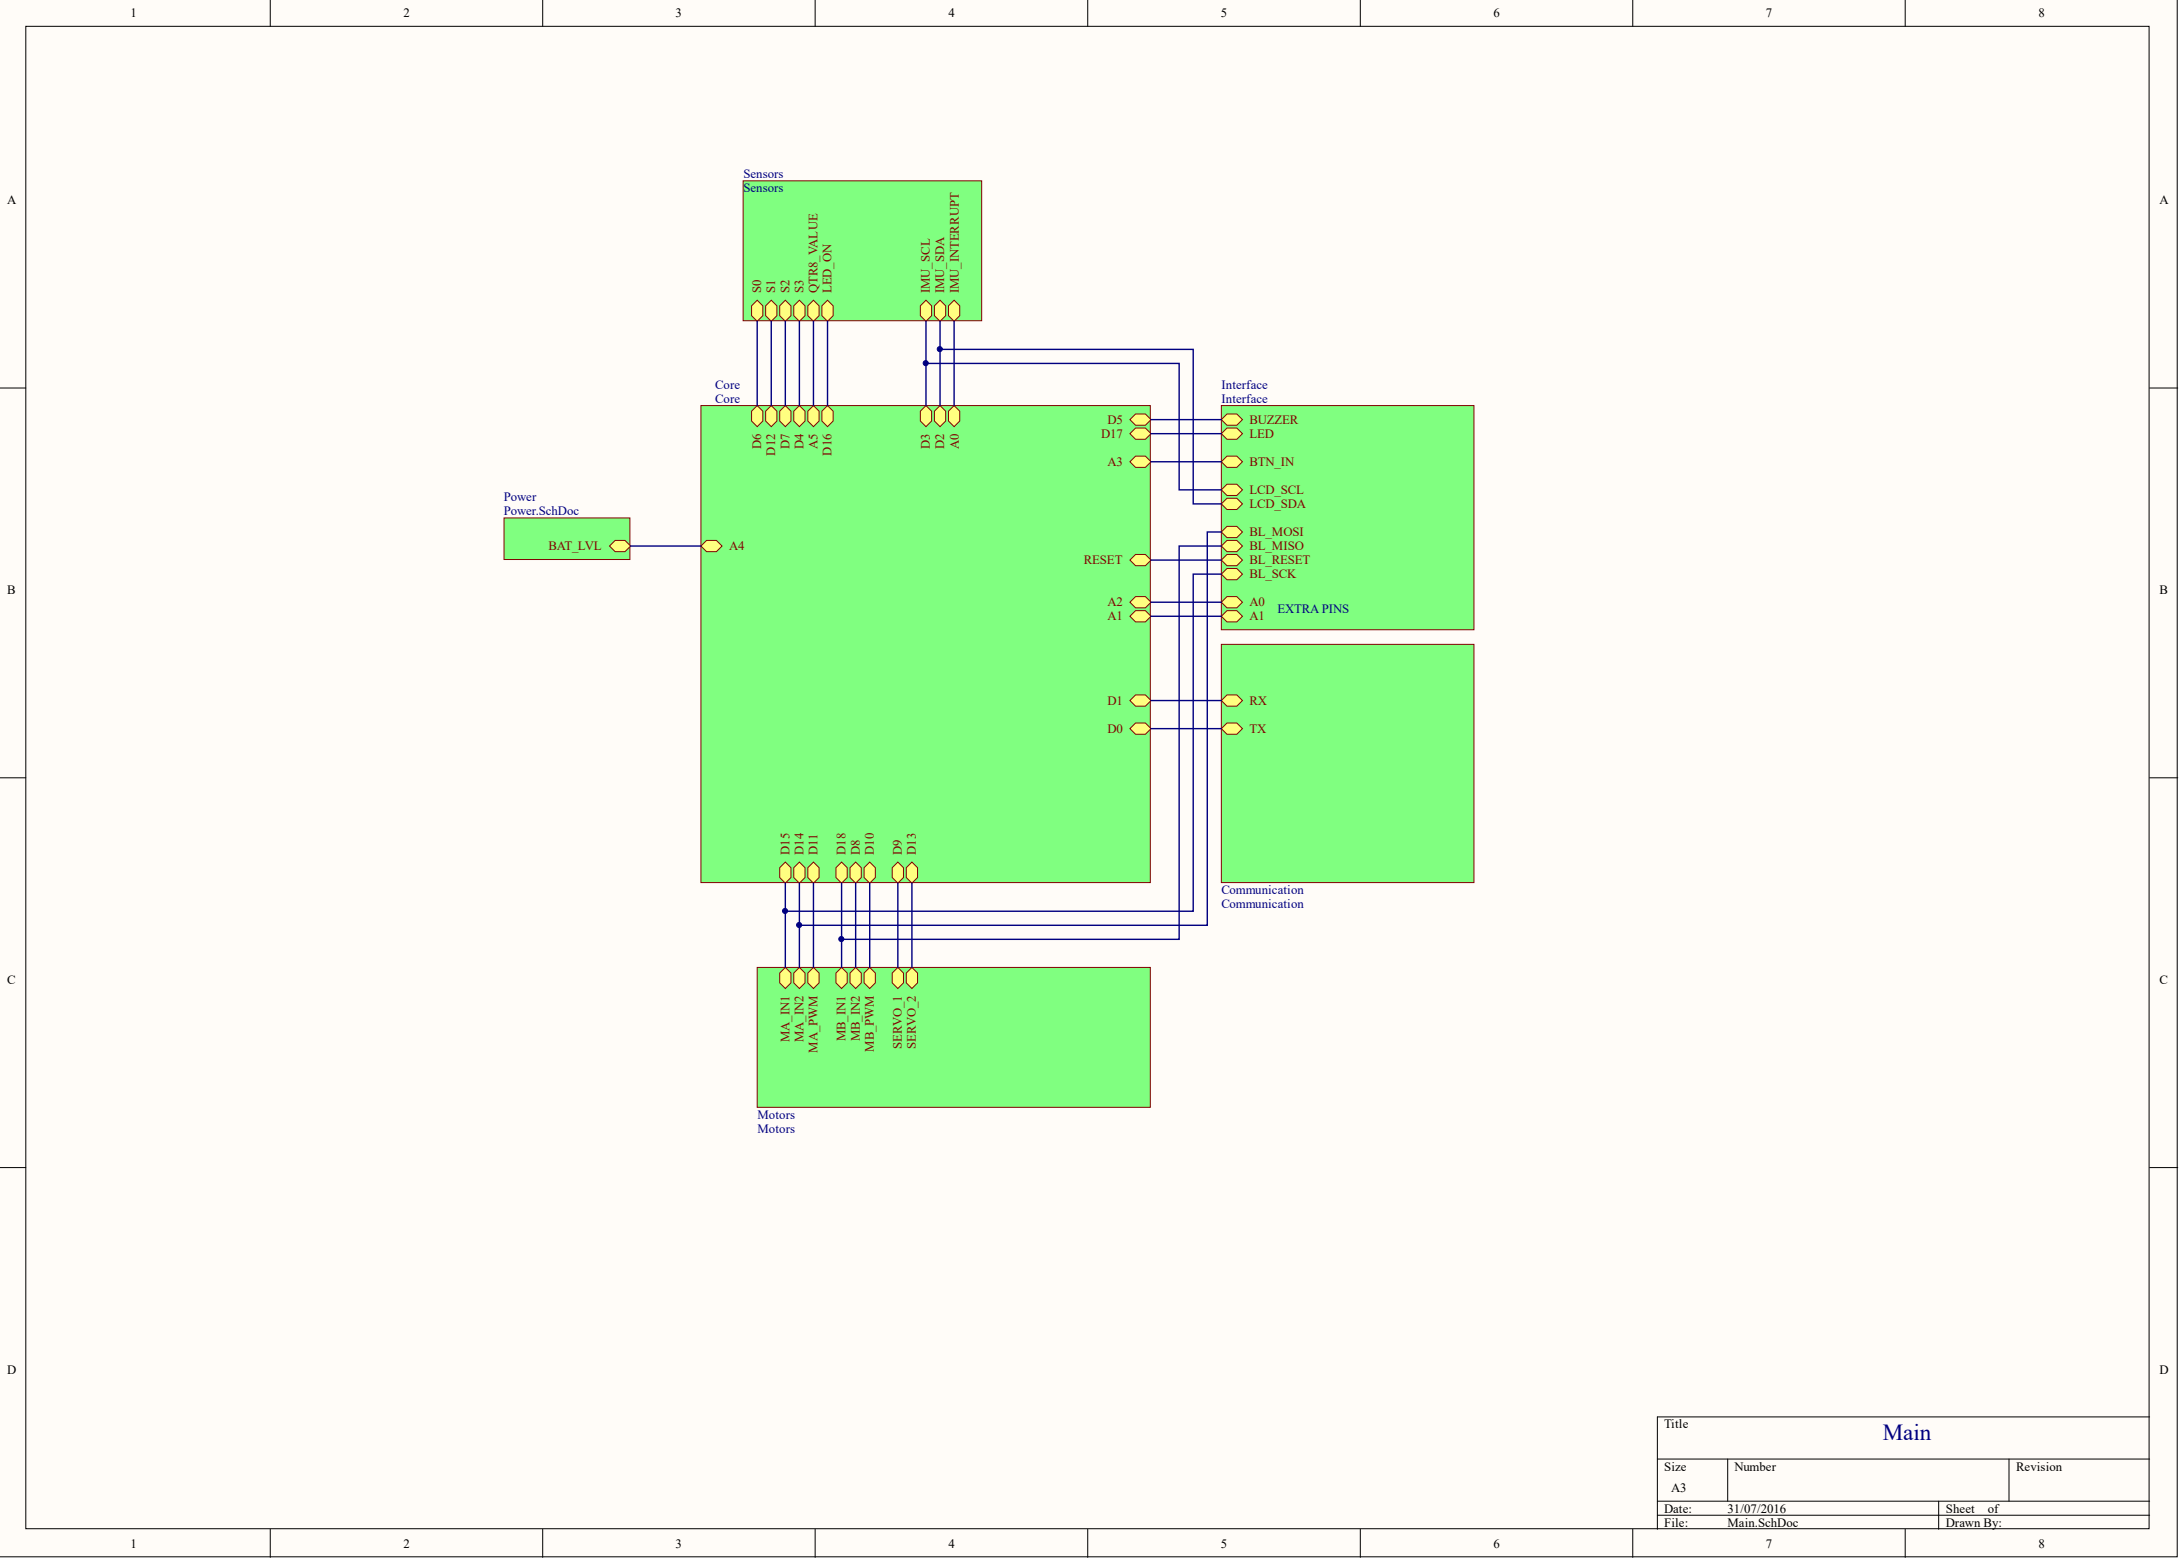 1 2 3 4 5 6 7 8
A A
Sensors
Sensors
S0
S1
S2
S3
QTR8_VALUE
LED_ON
IMU_SCL
IMU_SDA
IMU_INTERRUPT
Core
Core
D6
D12
D7
D4
A5
D16
D3
D2
A0
Interface
Interface
D5 BUZZER
D17 LED
A3 BTN_IN
LCD_SCL
LCD_SDA
Power
Power.SchDoc
BAT_LVL A4
BL_MOSI
BL_MISO
RESET BL_RESET
BL_SCK
B B
A2 A0
A1 A1
EXTRA PINS
D1 RX
D0 TX
D15
D14
D11
D18
D8
D10
D9
D13
Communication
Communication
C C
MA_IN1
MA_IN2
MA_PWM
MB_IN1
MB_IN2
MB_PWM
SERVO_1
SERVO_2
Motors
Motors
D D
Title
Main
Size Number Revision
A3
Date: 31/07/2016 Sheet of
File: Main.SchDoc Drawn By:
1 2 3 4 5 6 7 8